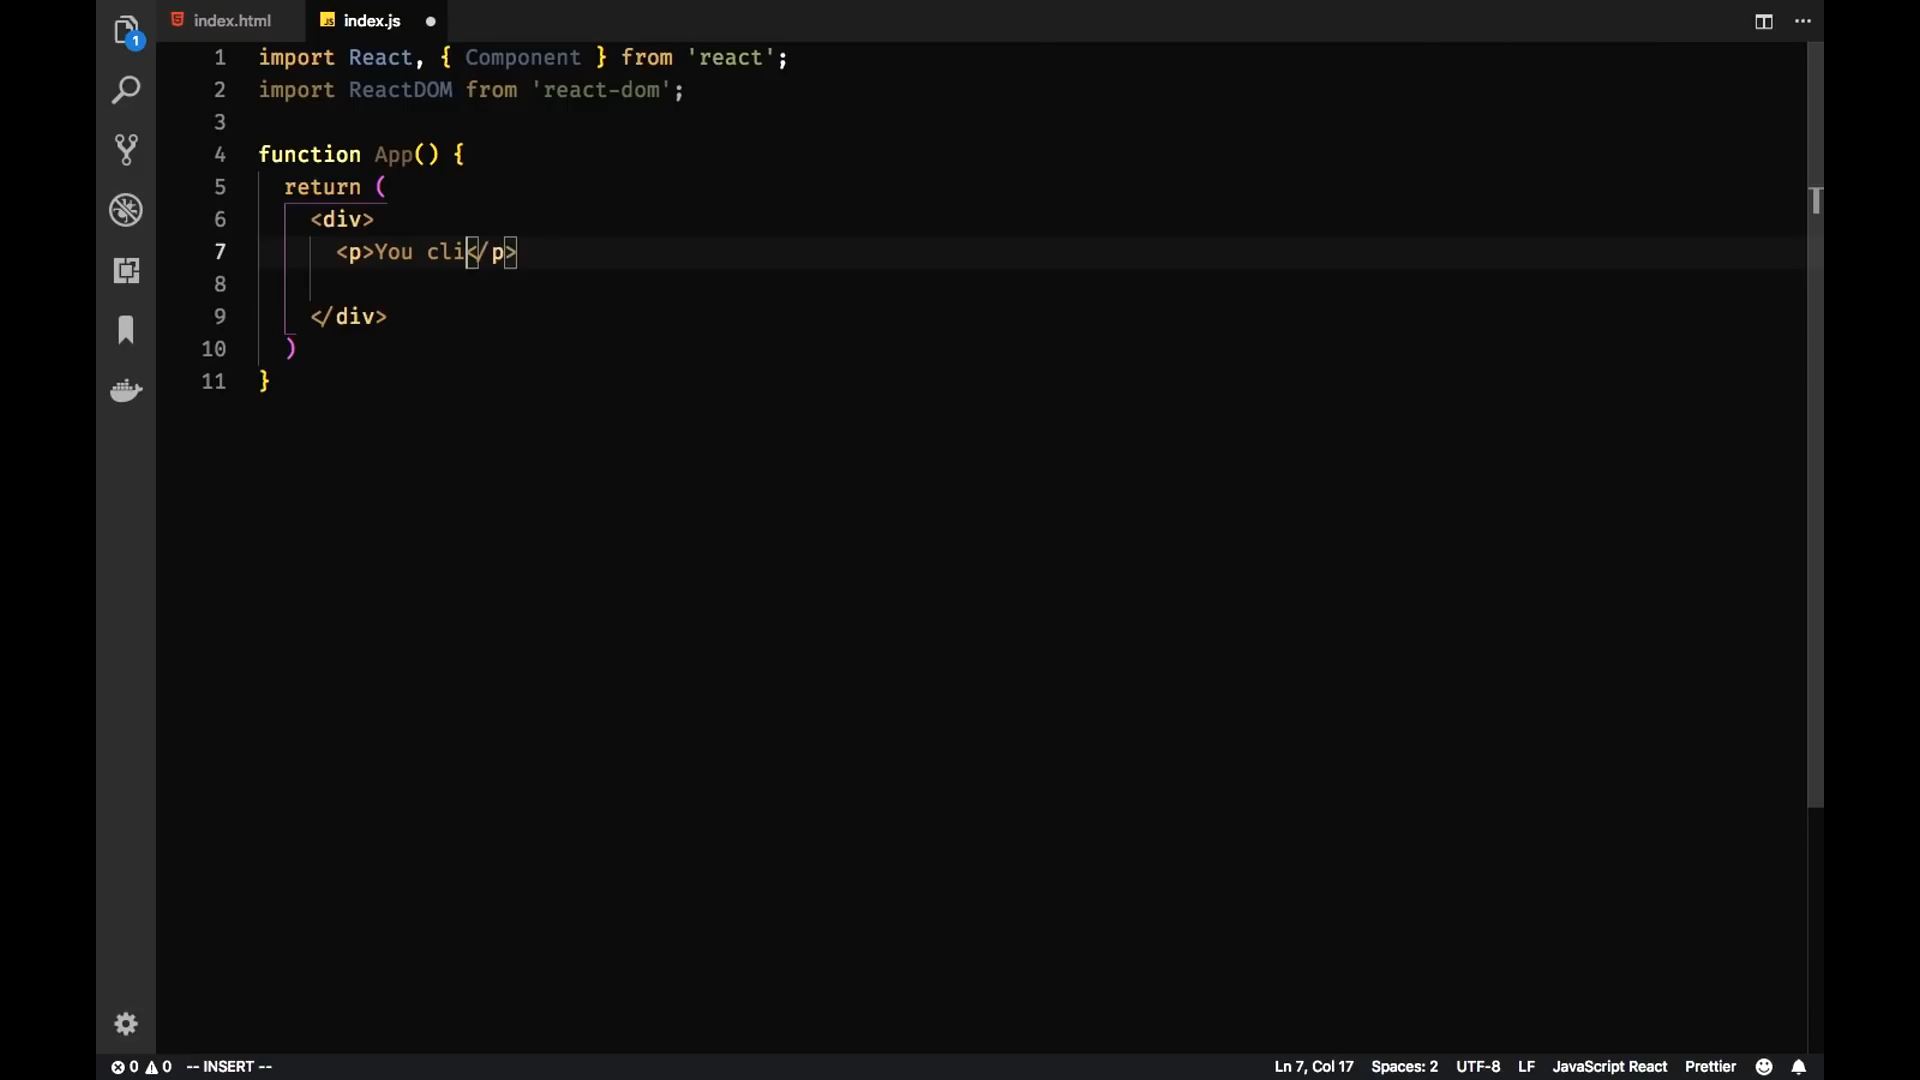 1
index.html
JS index.js
1 import React, { Component } from 'react';
2 import ReactDOM from 'react-dom';
3
4 function App() {
5 return (
6 <div>
7 <p>You cli</p>
8
9 </div>
10 )
11 }
0 0 -- INSERT -- Ln 7, Col 17 Spaces: 2 UTF-8 LF JavaScript React Prettier